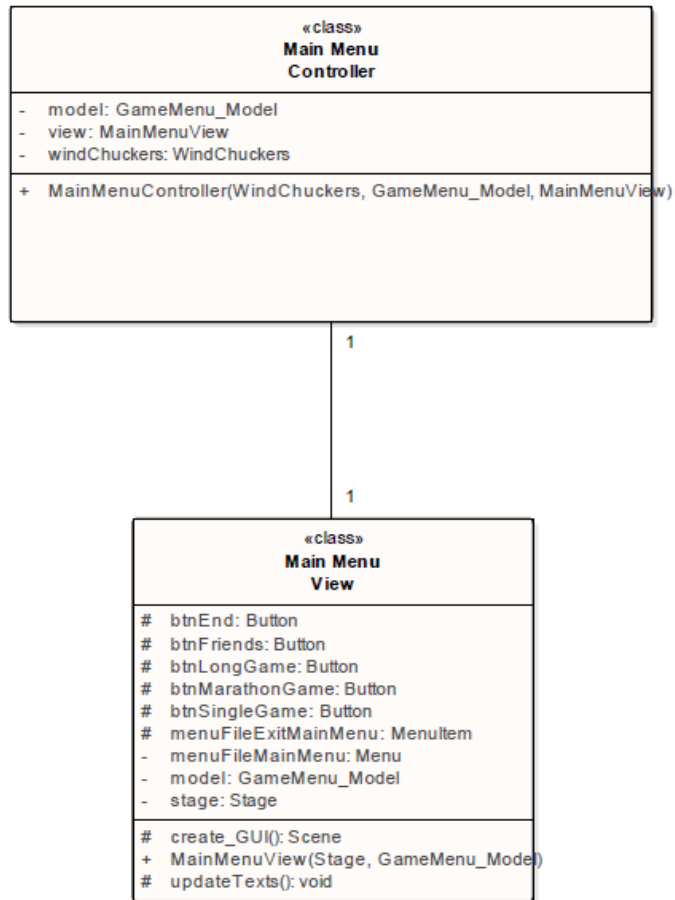 «class»
Main Menu
Controller
- model: GameMenu_Model
- view: MainMenuView
- windChuckers: WindChuckers
+ MainMenuController(WindChuckers, GameMenu_Model, MainMenuView)
1
1
«class»
Main Menu
View
# btnEnd: Button
# btnFriends: Button
# btnLongGame: Button
# btnMarathonGame: Button
# btnSingleGame: Button
# menuFileExitMainMenu: MenuItem
- menuFileMainMenu: Menu
- model: GameMenu_Model
- stage: Stage
# create_GUI(): Scene
+ MainMenuView(Stage, GameMenu_Model)
# updateTexts(): void